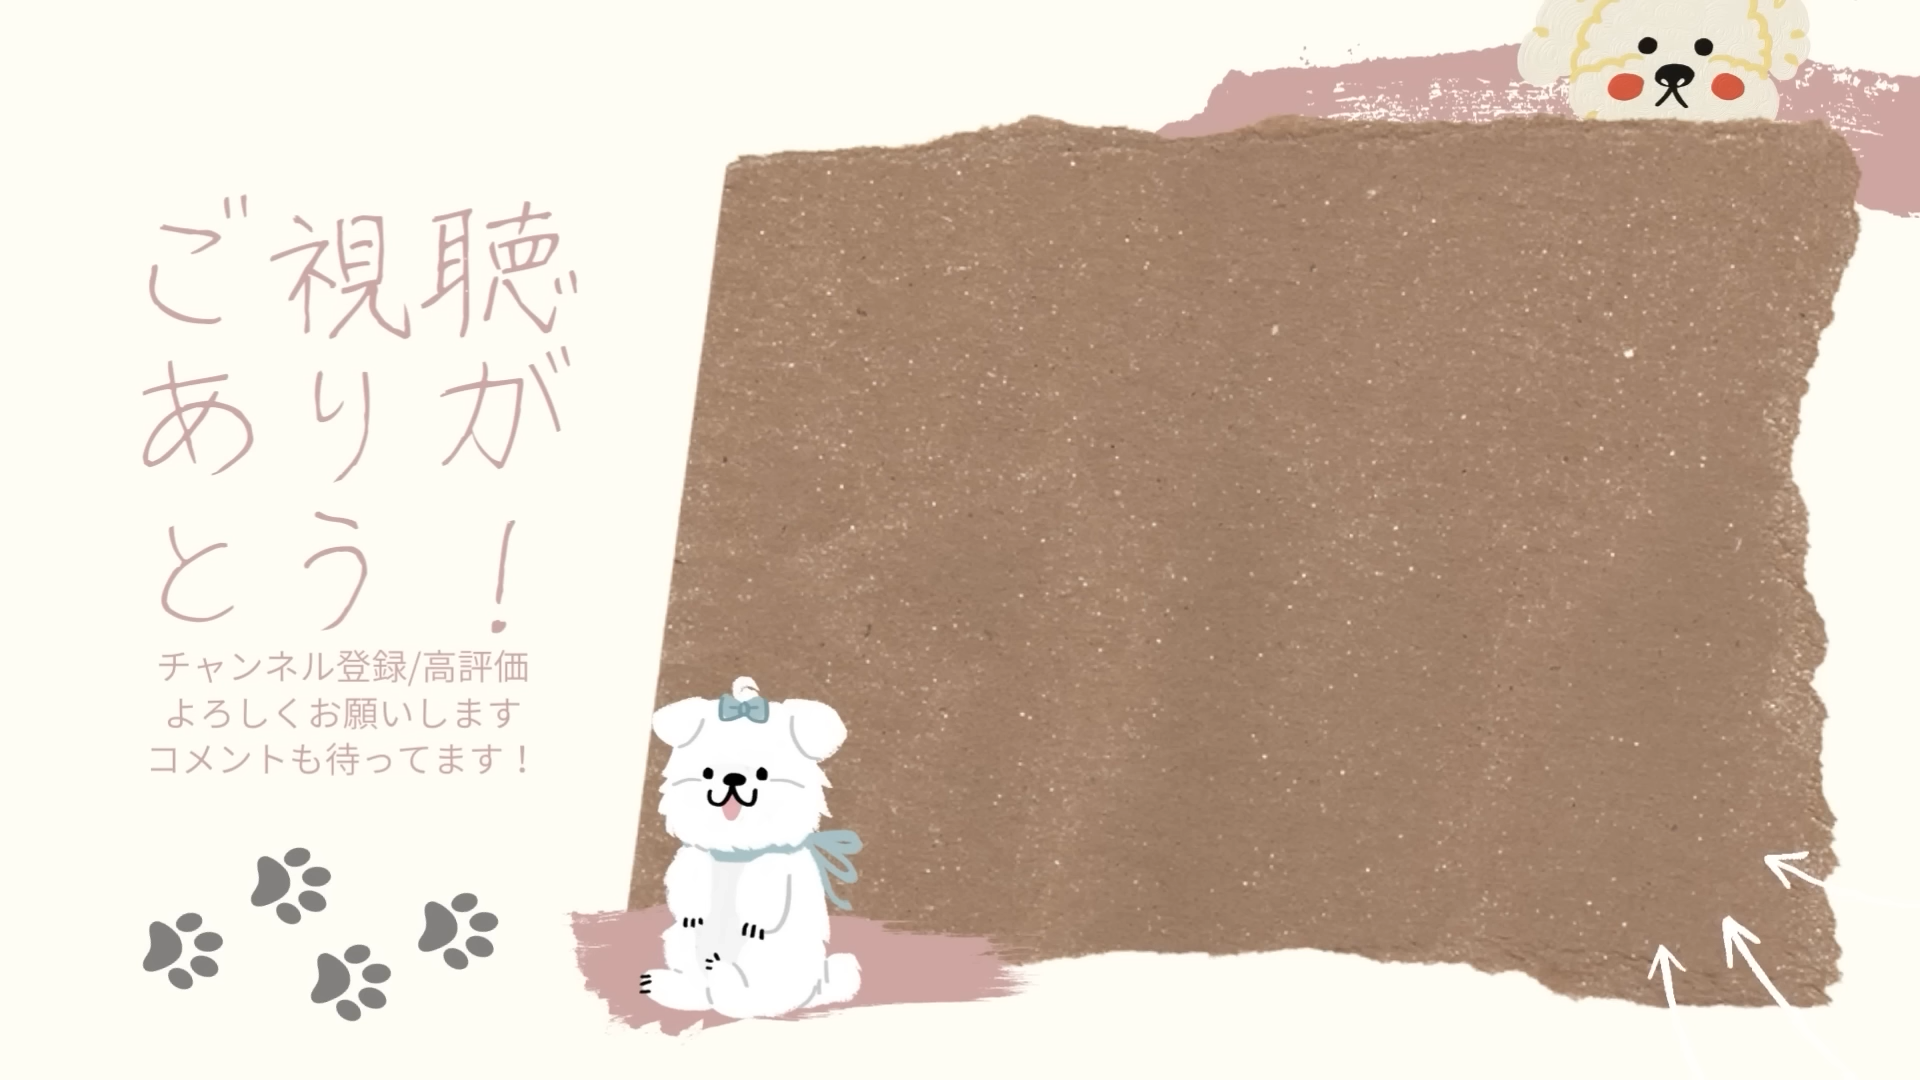 ご視聴
ありが
とう！
チャンネル登録/高評価
よろしくお願いします
コメントも待ってます！